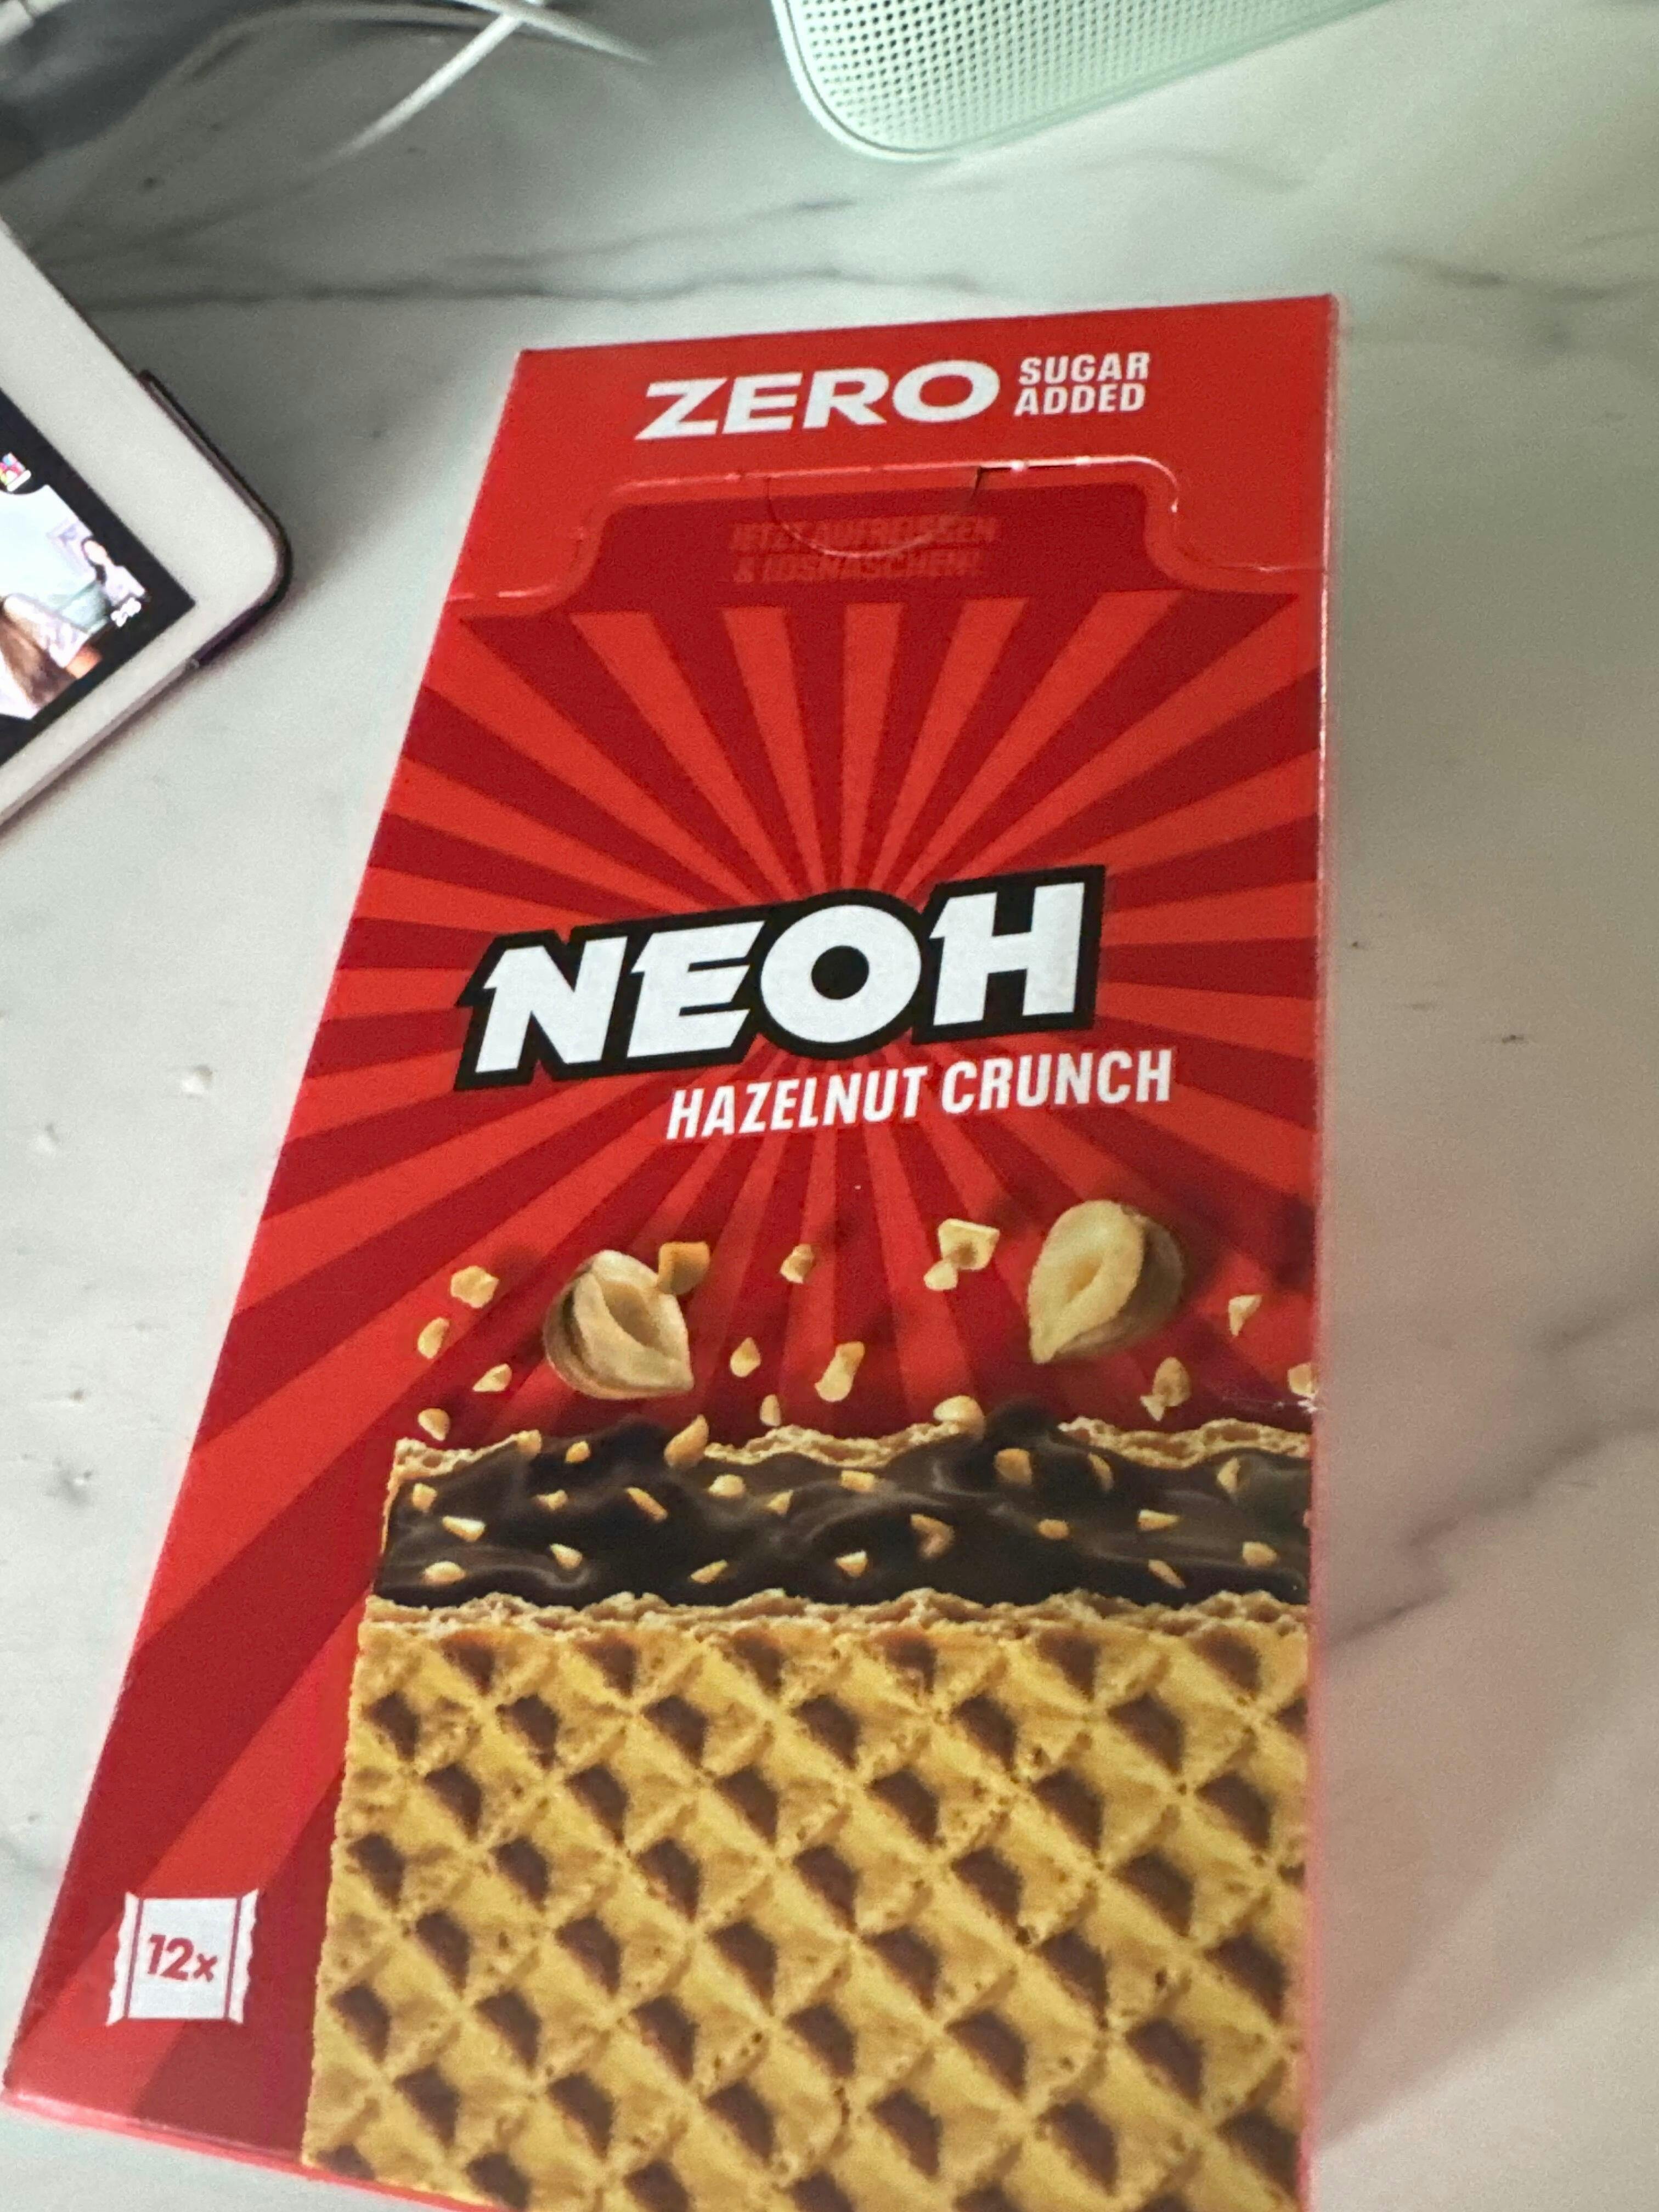 ZERO SUGAR
ADDED
JETZT AUFREISSEN
& LOSNASCHEN!
NEOH
HAZELNUT CRUNCH
12x